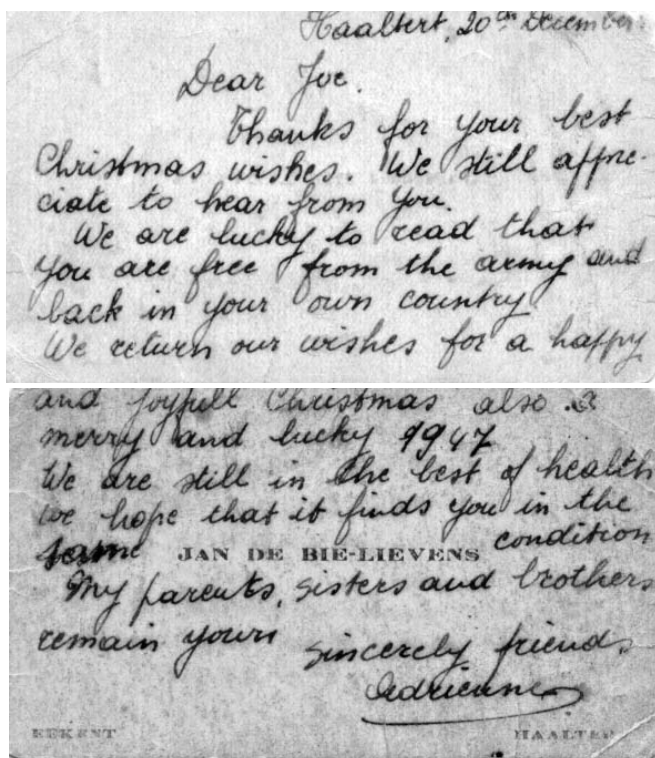 Haaltert, 20th December
Dear Joe.
Thanks for your best
Christmas wishes. We still appre-
ciate to hear from you.
We are lucky to read that
you are free from the army and
back in your own country
We return our wishes for a happy
and joyfull Christmas also a
merry and lucky 1947
We are still in the best of health
we hope that it finds you in the
same JAN DE BIE-LIEVENS condition
My parents, sisters and brothers
remain yours sincerely friends
Adrienne
EEKENT HAALTER